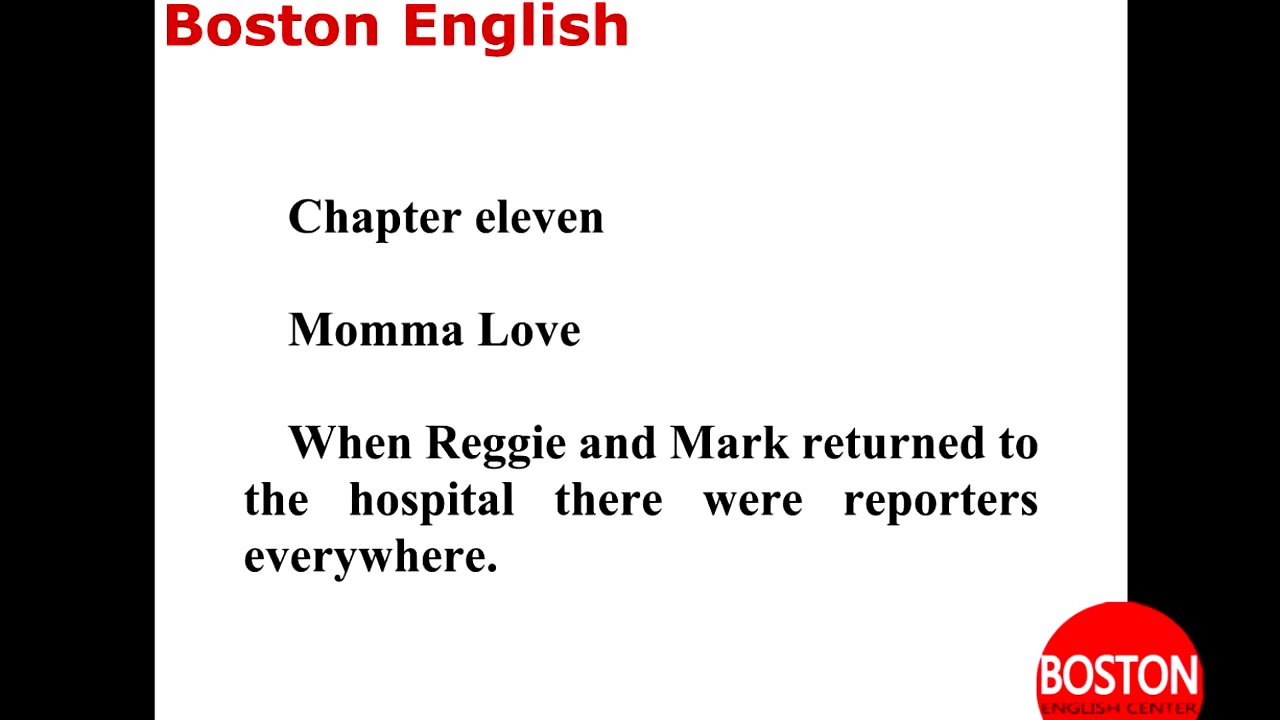 Boston English
Chapter eleven
Momma Love
When Reggie and Mark returned to
the hospital there were reporters
everywhere.
BOSTON
ENGLISH CENTER